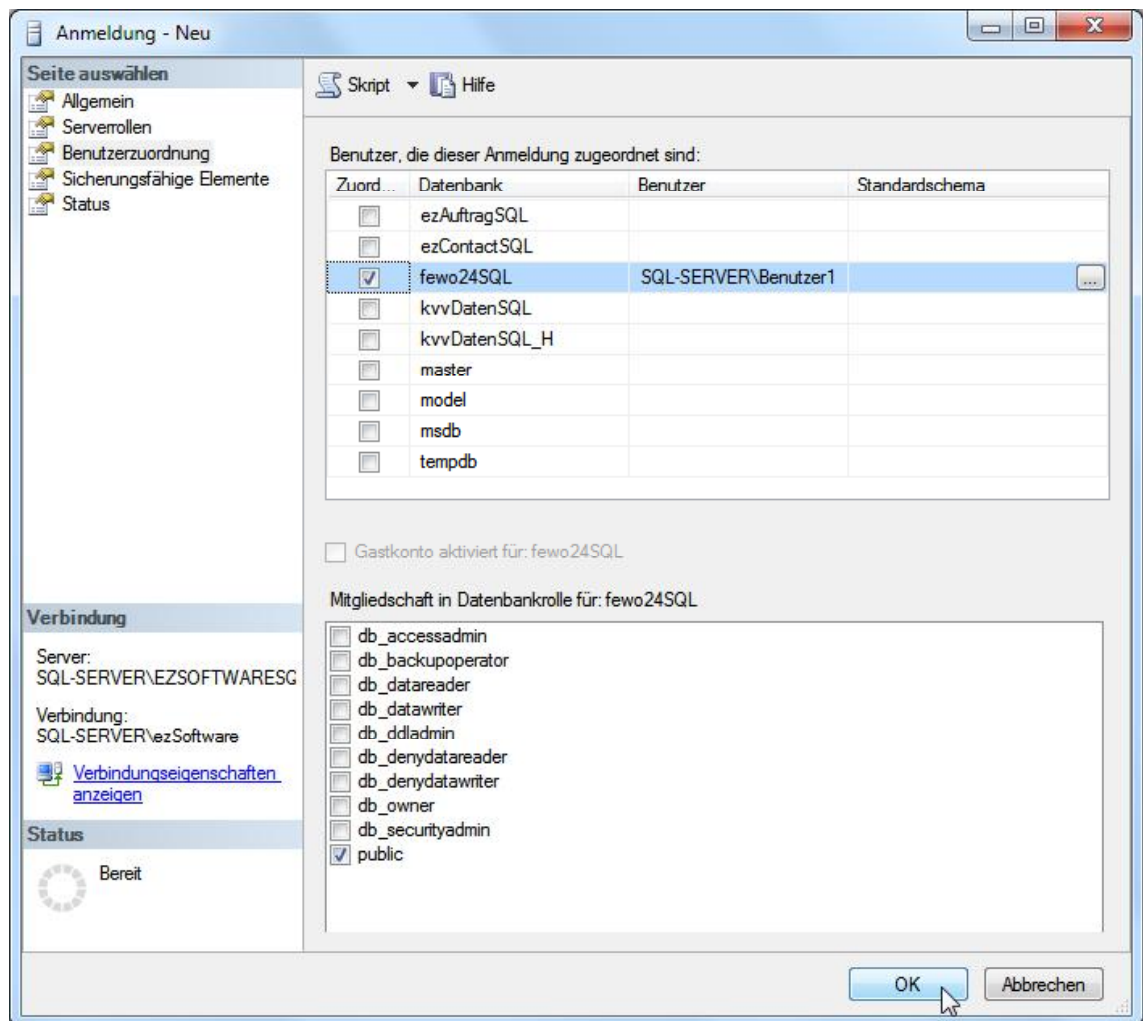 Anmeldung - Neu
Seite auswählen
Allgemein
Serverrollen
Benutzerzuordnung
Sicherungsfähige Elemente
Status
Skript
Hilfe
Benutzer, die dieser Anmeldung zugeordnet sind:
Zuord... Datenbank Benutzer Standardschema
ezAuftragSQL
ezContactSQL
fewo24SQL SQL-SERVER\Benutzer1 ...
kvvDatenSQL
kvvDatenSQL_H
master
model
msdb
tempdb
Gastkonto aktiviert für: fewo24SQL
Mitgliedschaft in Datenbankrolle für: fewo24SQL
db_accessadmin
db_backupoperator
db_datareader
db_datawriter
db_ddladmin
db_denydatareader
db_denydatawriter
db_owner
db_securityadmin
public
Verbindung
Server:
SQL-SERVER\EZSOFTWARESQ
Verbindung:
SQL-SERVER\ezSoftware
Verbindungseigenschaften
anzeigen
Status
Bereit
OK Abbrechen